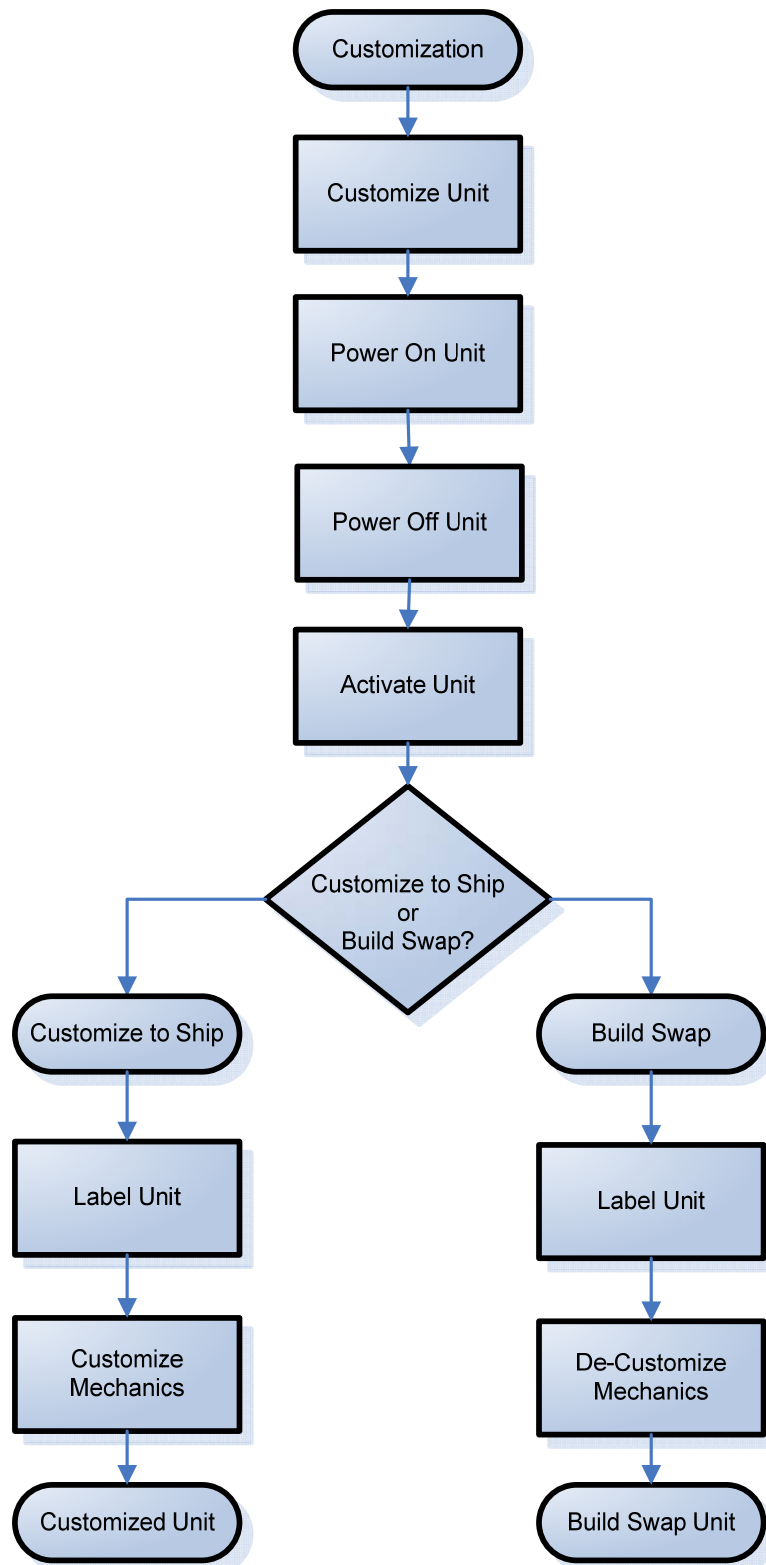 Customization
Customize Unit
Power On Unit
Power Off Unit
Activate Unit
Customize to Ship
or
Build Swap?
Customize to Ship
Build Swap
Label Unit
Label Unit
Customize
Mechanics
De-Customize
Mechanics
Customized Unit
Build Swap Unit